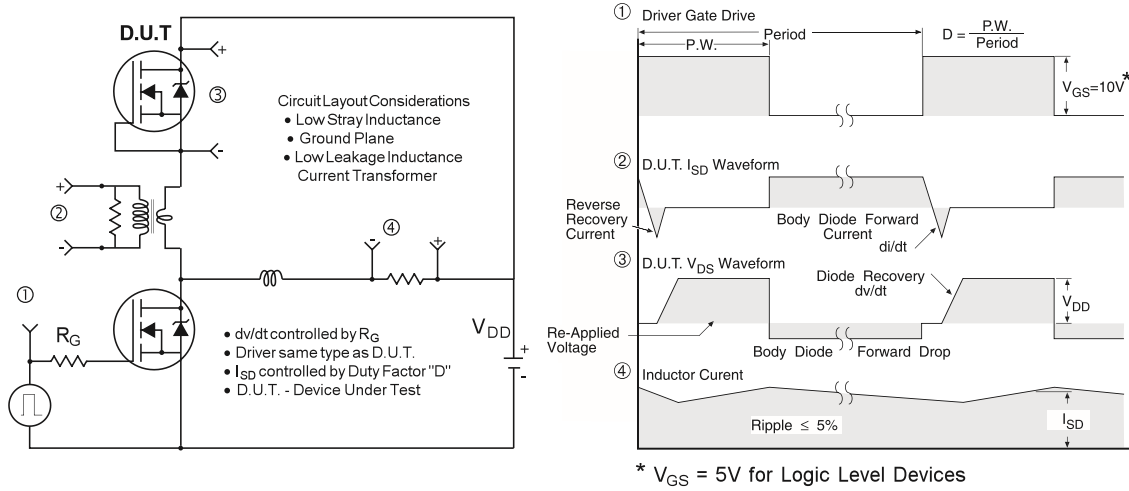 D.U.T
+
③
-
Circuit Layout Considerations
• Low Stray Inductance
• Ground Plane
• Low Leakage Inductance
Current Transformer
+
②
-
④
-
+
①
R_G
• dv/dt controlled by R_G
• Driver same type as D.U.T.
• I_SD controlled by Duty Factor "D"
• D.U.T. - Device Under Test
V_DD
+
-
① Driver Gate Drive
P.W.
Period
D = P.W. / Period
V_GS=10V*
② D.U.T. I_SD Waveform
Reverse
Recovery
Current
Body Diode Forward
Current
di/dt
③ D.U.T. V_DS Waveform
Diode Recovery
dv/dt
V_DD
Re-Applied
Voltage
Body Diode Forward Drop
④ Inductor Curent
Ripple ≤ 5%
I_SD
* V_GS = 5V for Logic Level Devices